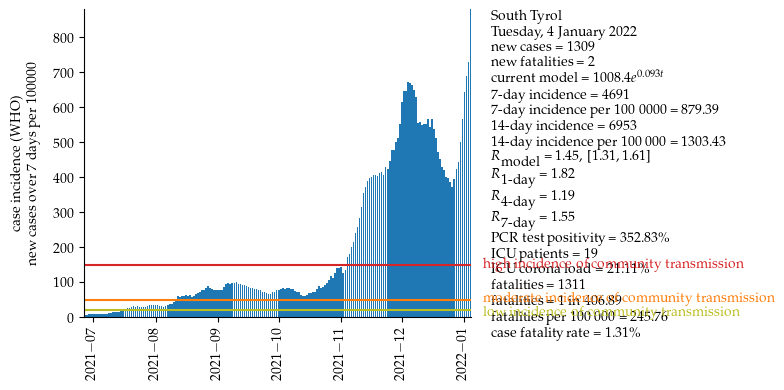 case incidence (WHO)
new cases over 7 days per 100000
800
700
600
500
400
300
200
100
0
2021−07
2021−08
2021−09
2021−10
2021−11
2021−12
2022−01
South Tyrol
Tuesday, 4 January 2022
new cases = 1309
new fatalities = 2
current model = 1008.4e^0.093t
7-day incidence = 4691
7-day incidence per 100 0000 = 879.39
14-day incidence = 6953
14-day incidence per 100 000 = 1303.43
R_model = 1.45, [1.31, 1.61]
R_1-day = 1.82
R_4-day = 1.19
R_7-day = 1.55
PCR test positivity = 352.83%
ICU patients = 19
high incidence of community transmission
ICU corona load = 21.11%
fatalities = 1311
moderate incidence of community transmission
fatalities = 1 in 406.89
low incidence of community transmission
fatalities per 100 000 = 245.76
case fatality rate = 1.31%